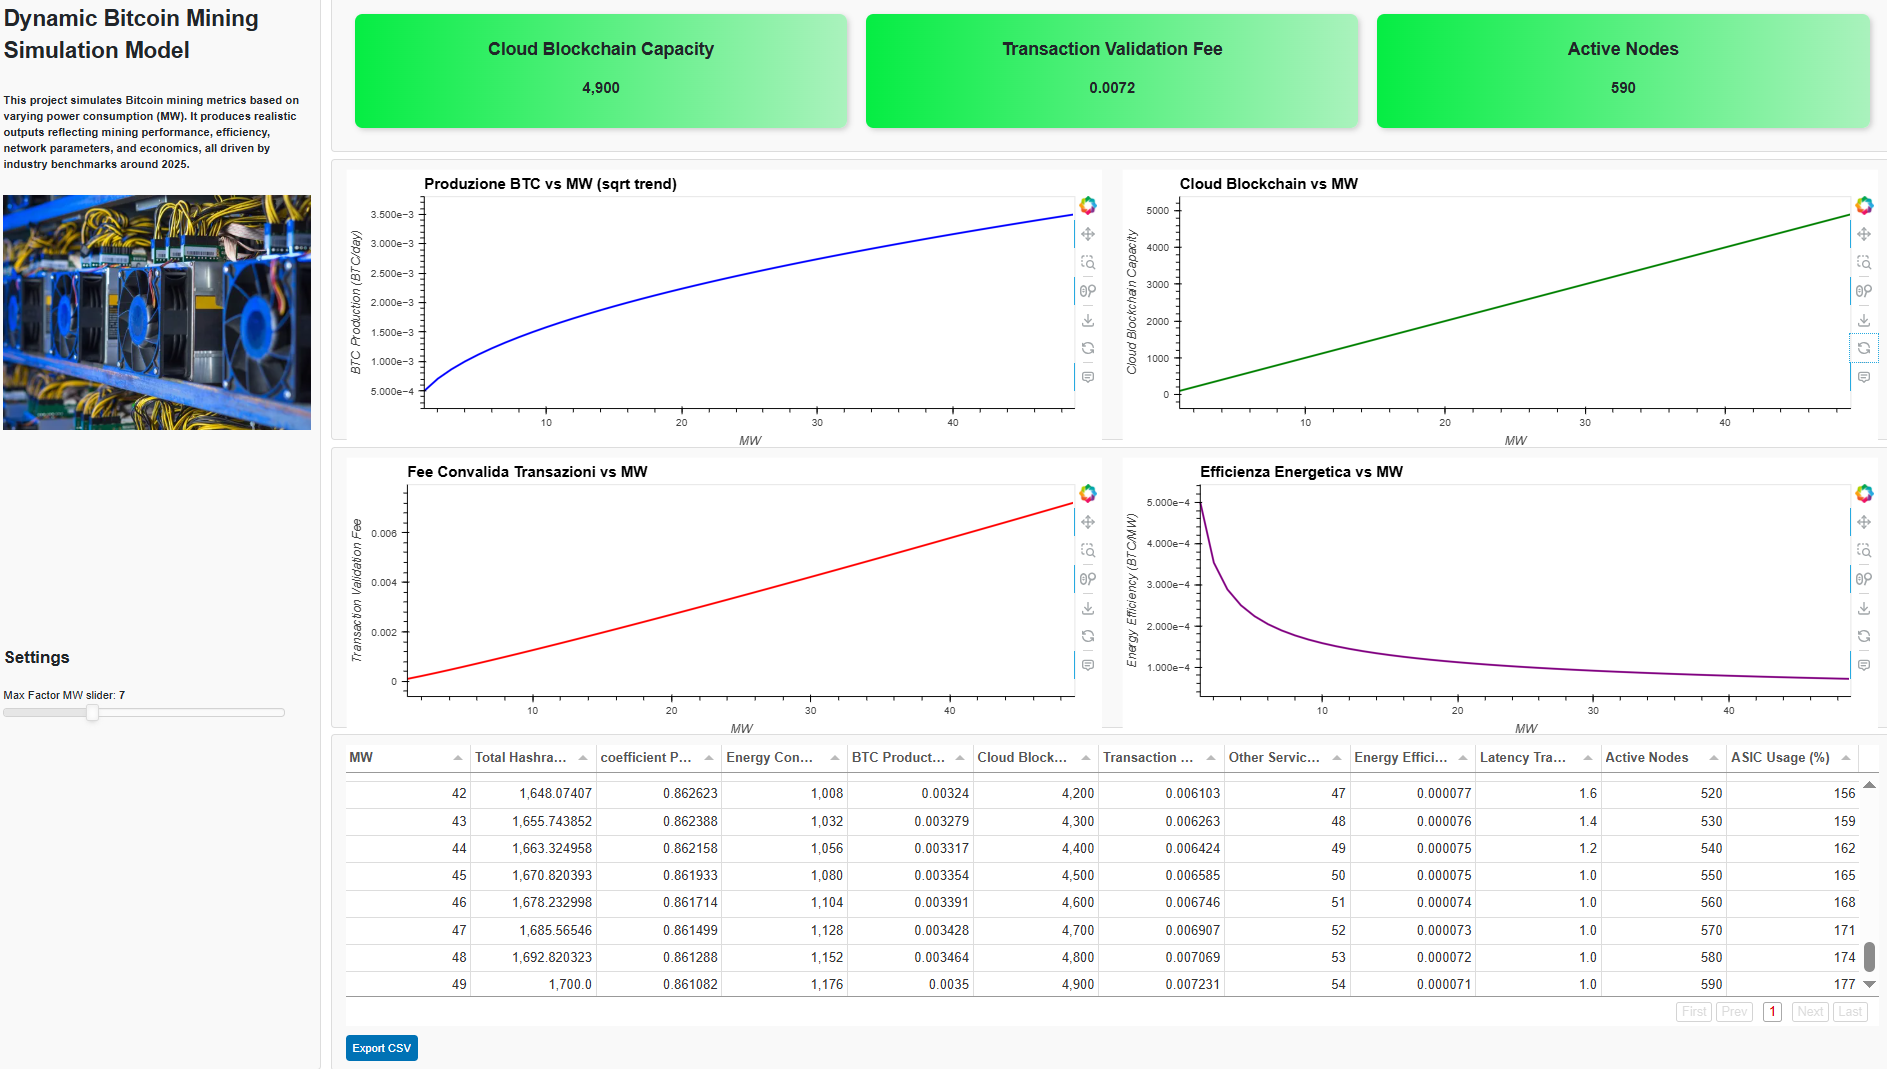 Dynamic Bitcoin Mining
Simulation Model
This project simulates Bitcoin mining metrics based on
varying power consumption (MW). It produces realistic
outputs reflecting mining performance, efficiency,
network parameters, and economics, all driven by
industry benchmarks around 2025.
Settings
Max Factor MW slider: 7
Cloud Blockchain Capacity
4,900
Transaction Validation Fee
0.0072
Active Nodes
590
Produzione BTC vs MW (sqrt trend)
BTC Production (BTC/day)
3.500e−3
3.000e−3
2.500e−3
2.000e−3
1.500e−3
1.000e−3
5.000e−4
10 20 30 40
MW
Cloud Blockchain vs MW
Cloud Blockchain Capacity
5000
4000
3000
2000
1000
0
10 20 30 40
MW
Fee Convalida Transazioni vs MW
Transaction Validation Fee
0.006
0.004
0.002
0
10 20 30 40
MW
Efficienza Energetica vs MW
Energy Efficiency (BTC/MW)
5.000e−4
4.000e−4
3.000e−4
2.000e−4
1.000e−4
10 20 30 40
MW
MW Total Hashra... coefficient P... Energy Con... BTC Product... Cloud Block... Transaction ... Other Servic... Energy Effici... Latency Tra... Active Nodes ASIC Usage (%)
42 1,648.07407 0.862623 1,008 0.00324 4,200 0.006103 47 0.000077 1.6 520 156
43 1,655.743852 0.862388 1,032 0.003279 4,300 0.006263 48 0.000076 1.4 530 159
44 1,663.324958 0.862158 1,056 0.003317 4,400 0.006424 49 0.000075 1.2 540 162
45 1,670.820393 0.861933 1,080 0.003354 4,500 0.006585 50 0.000075 1.0 550 165
46 1,678.232998 0.861714 1,104 0.003391 4,600 0.006746 51 0.000074 1.0 560 168
47 1,685.56546 0.861499 1,128 0.003428 4,700 0.006907 52 0.000073 1.0 570 171
48 1,692.820323 0.861288 1,152 0.003464 4,800 0.007069 53 0.000072 1.0 580 174
49 1,700.0 0.861082 1,176 0.0035 4,900 0.007231 54 0.000071 1.0 590 177
First Prev 1 Next Last
Export CSV